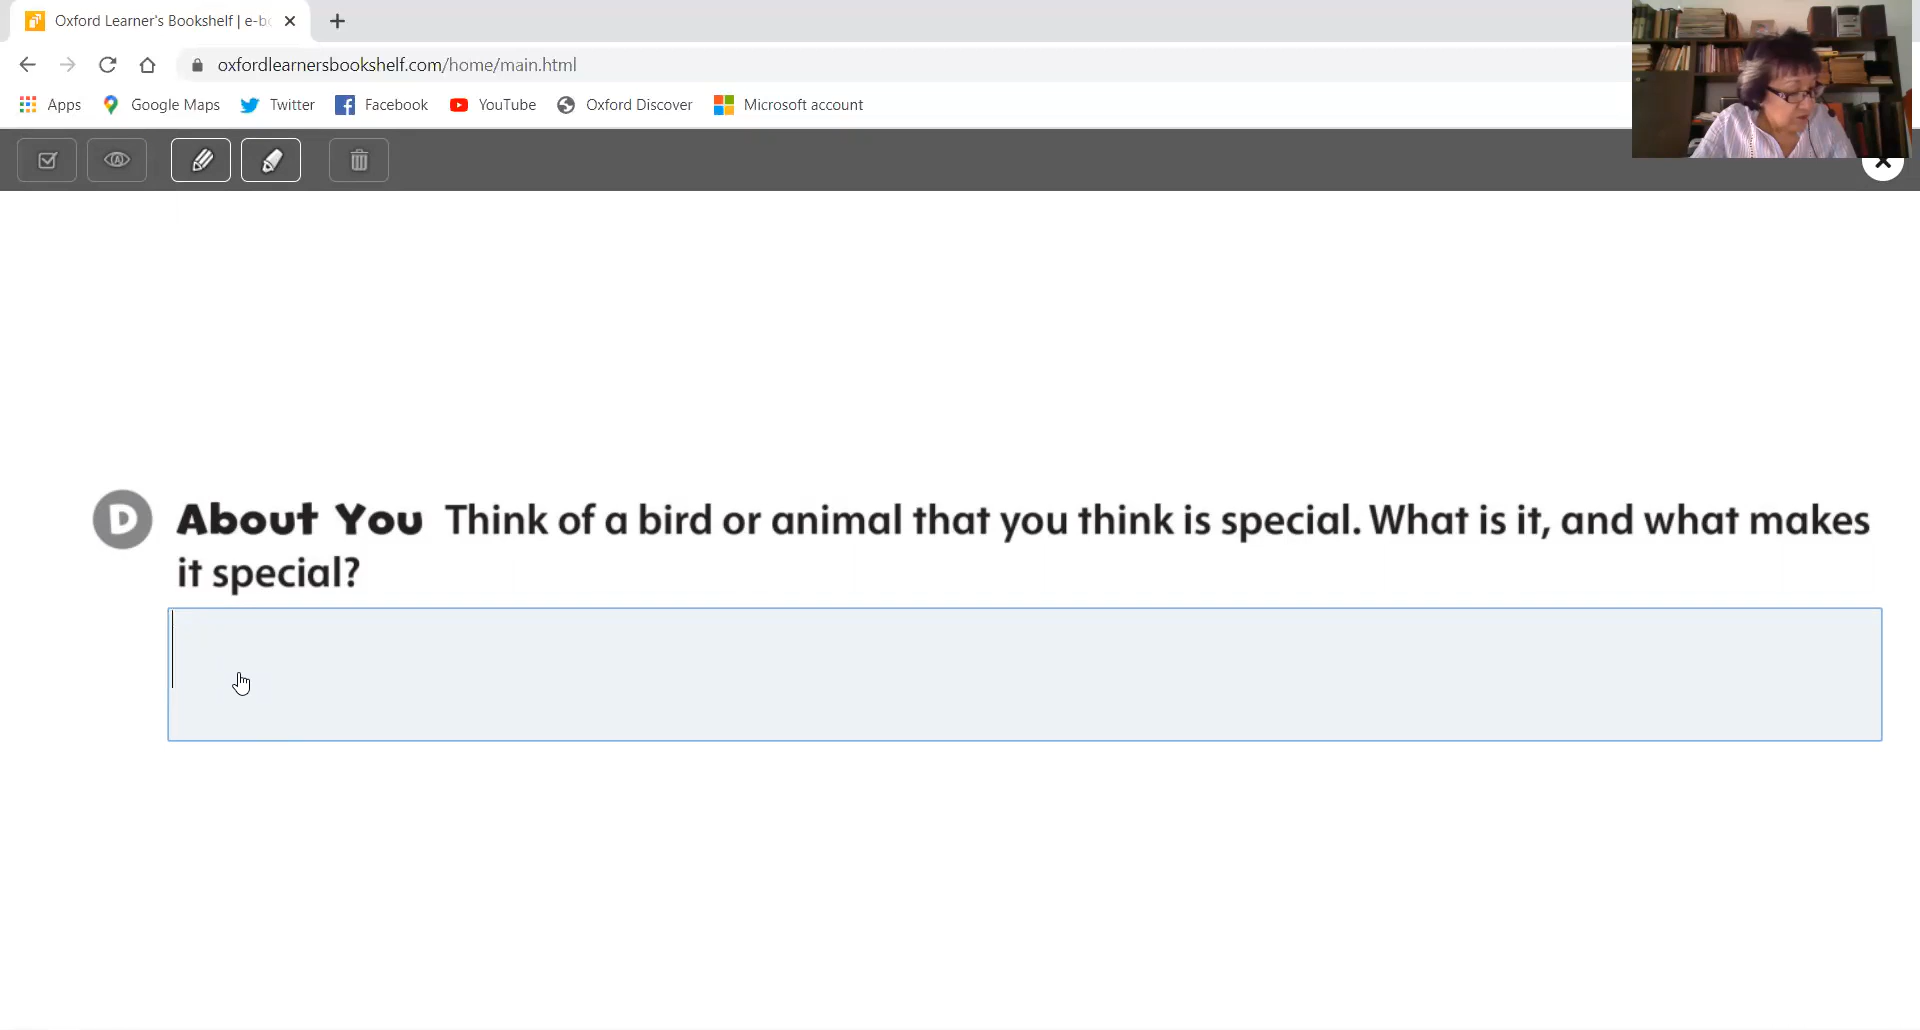 Oxford Learner's Bookshelf | e-b
oxfordlearnersbookshelf.com/home/main.html
Apps Google Maps Twitter Facebook YouTube Oxford Discover Microsoft account
D About You Think of a bird or animal that you think is special. What is it, and what makes
it special?